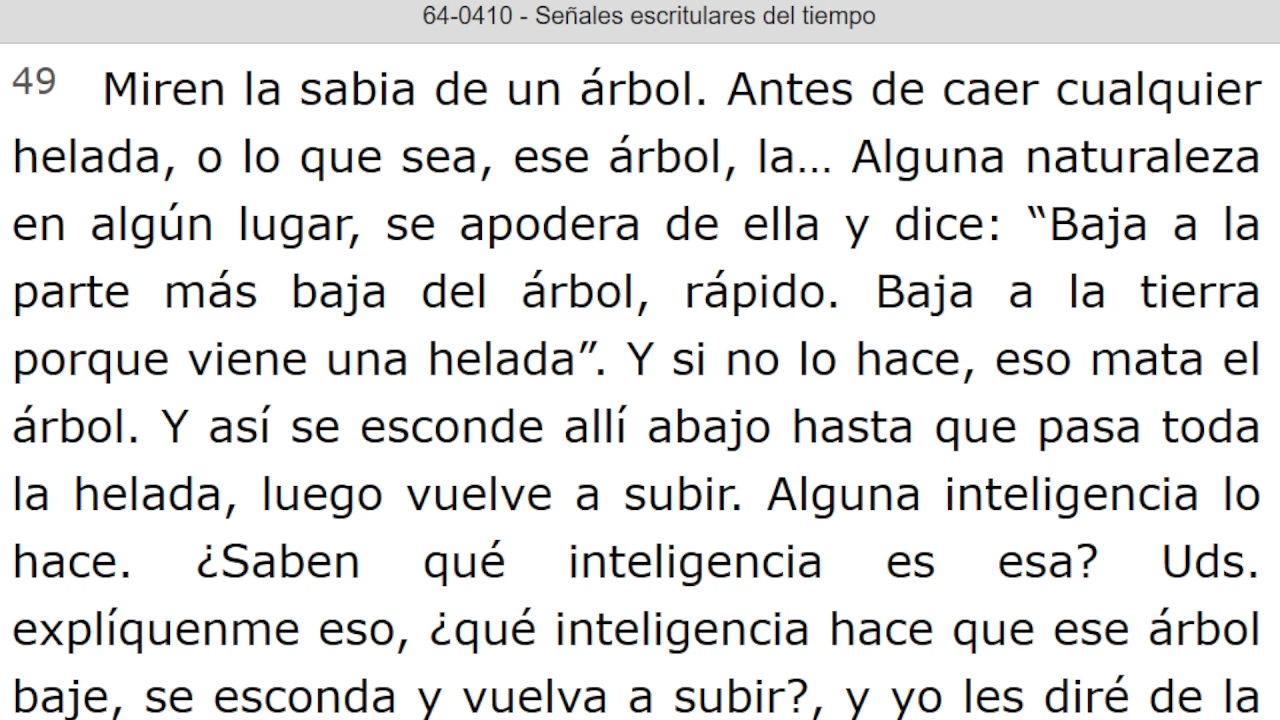 64-0410 - Señales escritulares del tiempo
49 Miren la sabia de un árbol. Antes de caer cualquier
helada, o lo que sea, ese árbol, la... Alguna naturaleza
en algún lugar, se apodera de ella y dice: “Baja a la
parte más baja del árbol, rápido. Baja a la tierra
porque viene una helada”. Y si no lo hace, eso mata el
árbol. Y así se esconde allí abajo hasta que pasa toda
la helada, luego vuelve a subir. Alguna inteligencia lo
hace. ¿Saben qué inteligencia es esa? Uds.
explíquenme eso, ¿qué inteligencia hace que ese árbol
baje, se esconda y vuelva a subir?, y yo les diré de la